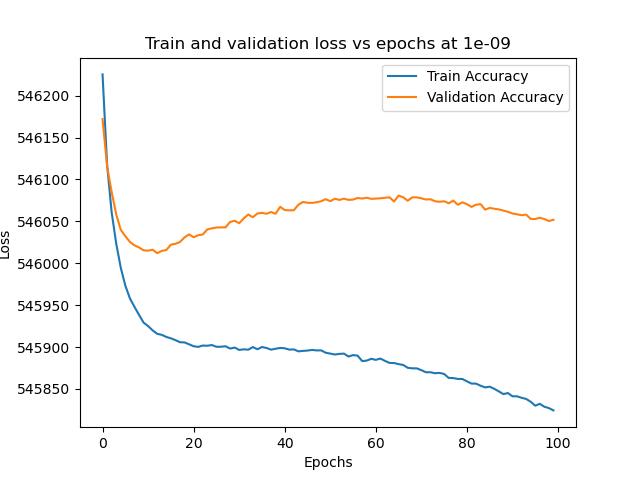 Train and validation loss vs epochs at 1e-09
Train Accuracy
Validation Accuracy
Loss
546200
546150
546100
546050
546000
545950
545900
545850
0 20 40 60 80 100
Epochs